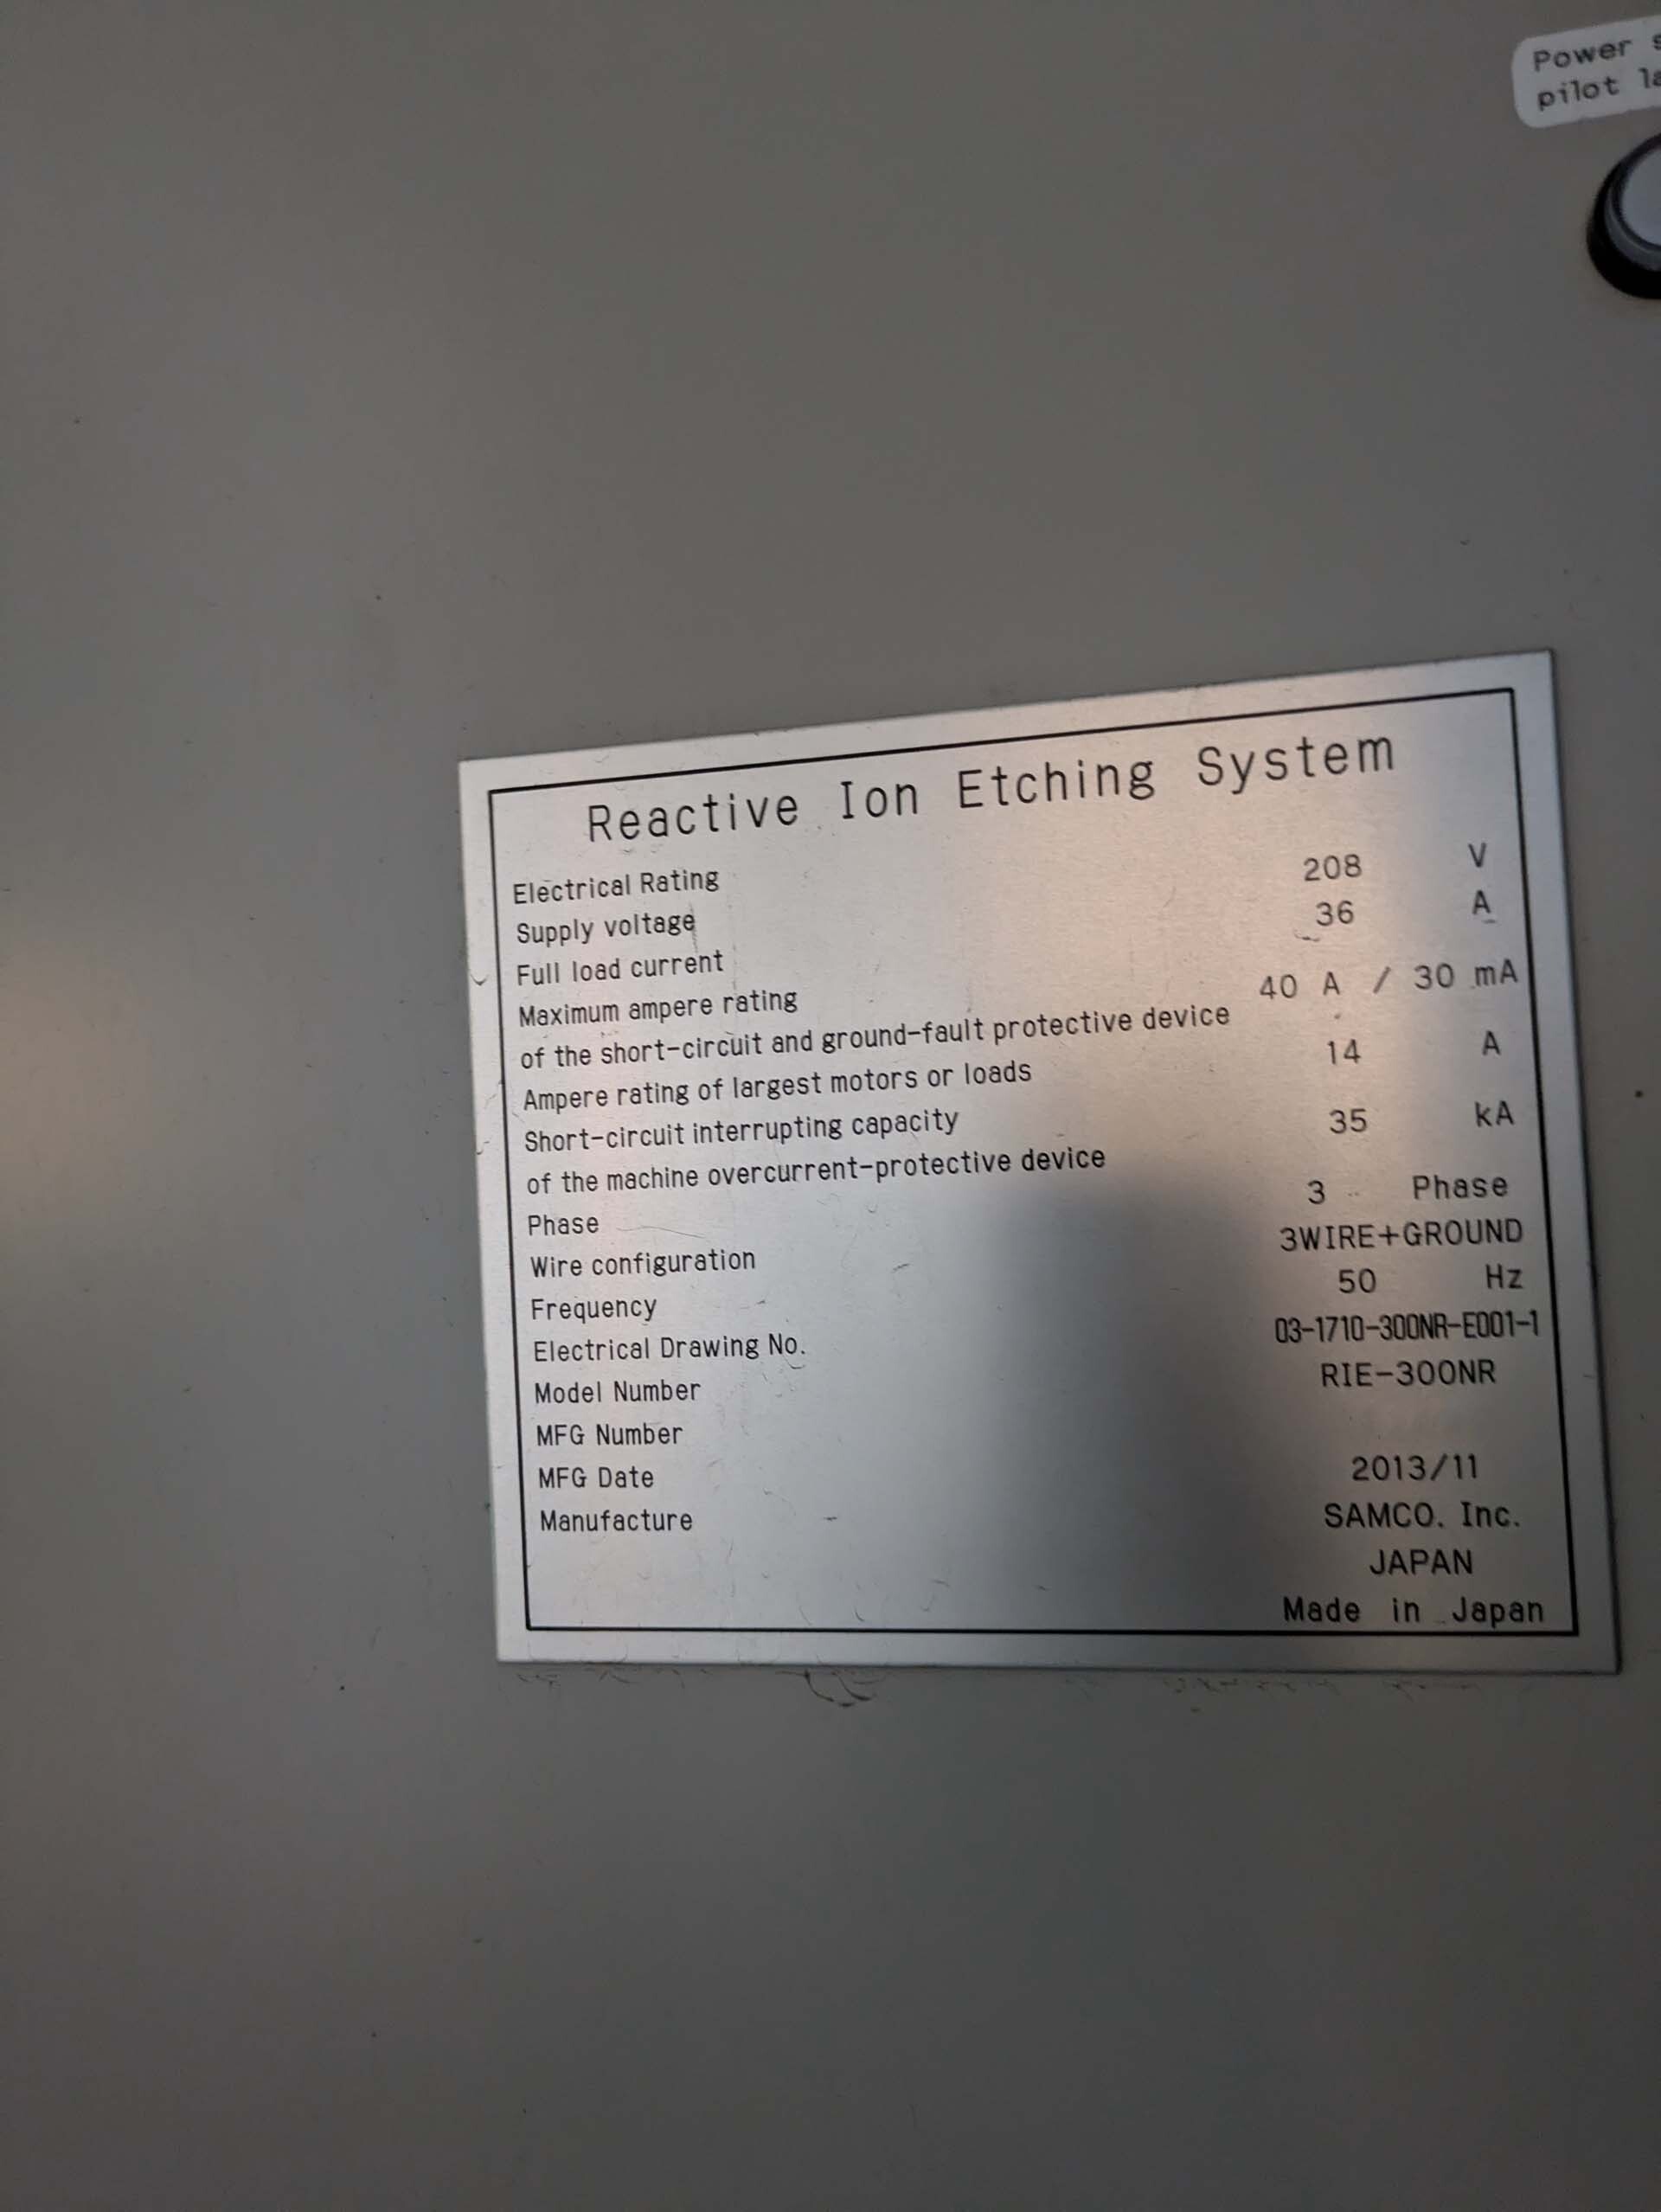 Power
pilot
Reactive Ion Etching System
Electrical Rating
Supply voltage 208 V
Full load current 36 A
Maximum ampere rating
of the short-circuit and ground-fault protective device 40 A / 30 mA
Ampere rating of largest motors or loads 14 A
Short-circuit interrupting capacity
of the machine overcurrent-protective device 35 kA
Phase 3 Phase
Wire configuration 3WIRE+GROUND
Frequency 50 Hz
Electrical Drawing No. 03-1710-300NR-E001-1
Model Number RIE-300NR
MFG Number
MFG Date 2013/11
Manufacture SAMCO. Inc.
JAPAN
Made in Japan